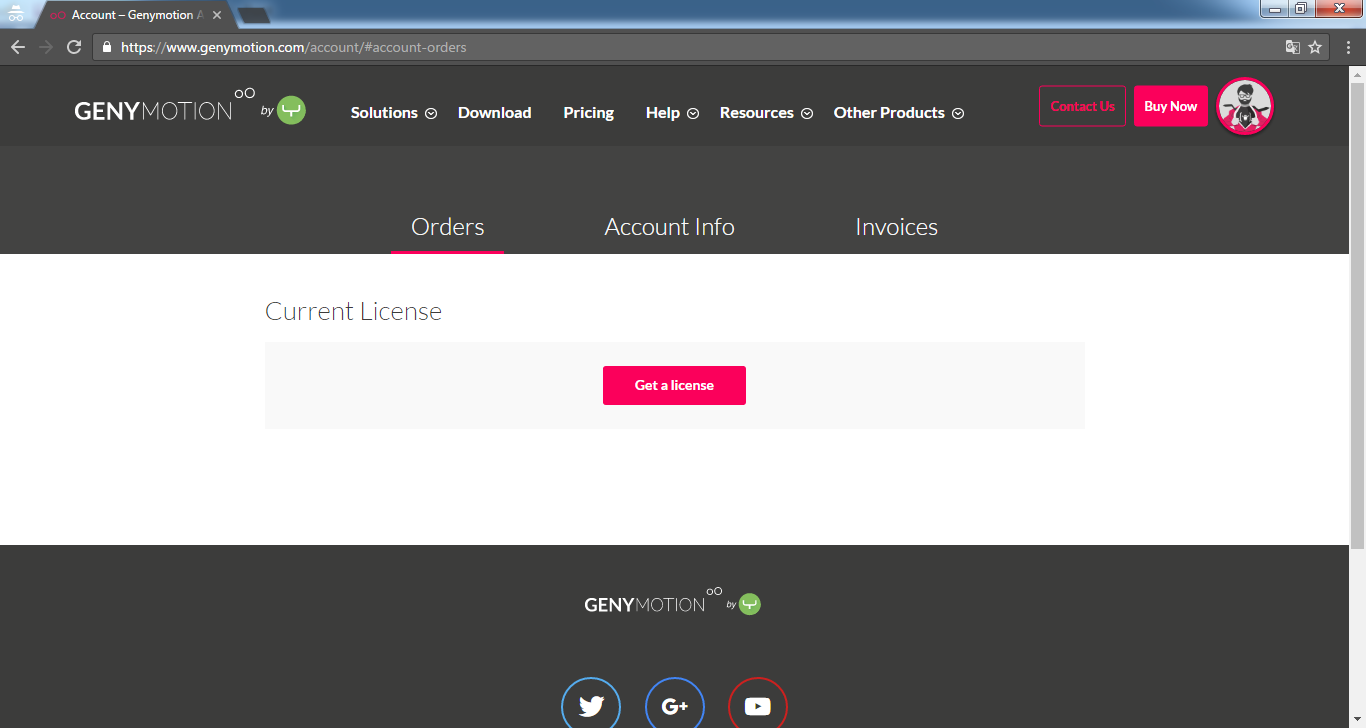 Account – Genymotion A
https://www.genymotion.com/account/#account-orders
GENYMOTION by
Solutions Download Pricing Help Resources Other Products
Contact Us Buy Now
Orders Account Info Invoices
Current License
Get a license
GENYMOTION by
G+